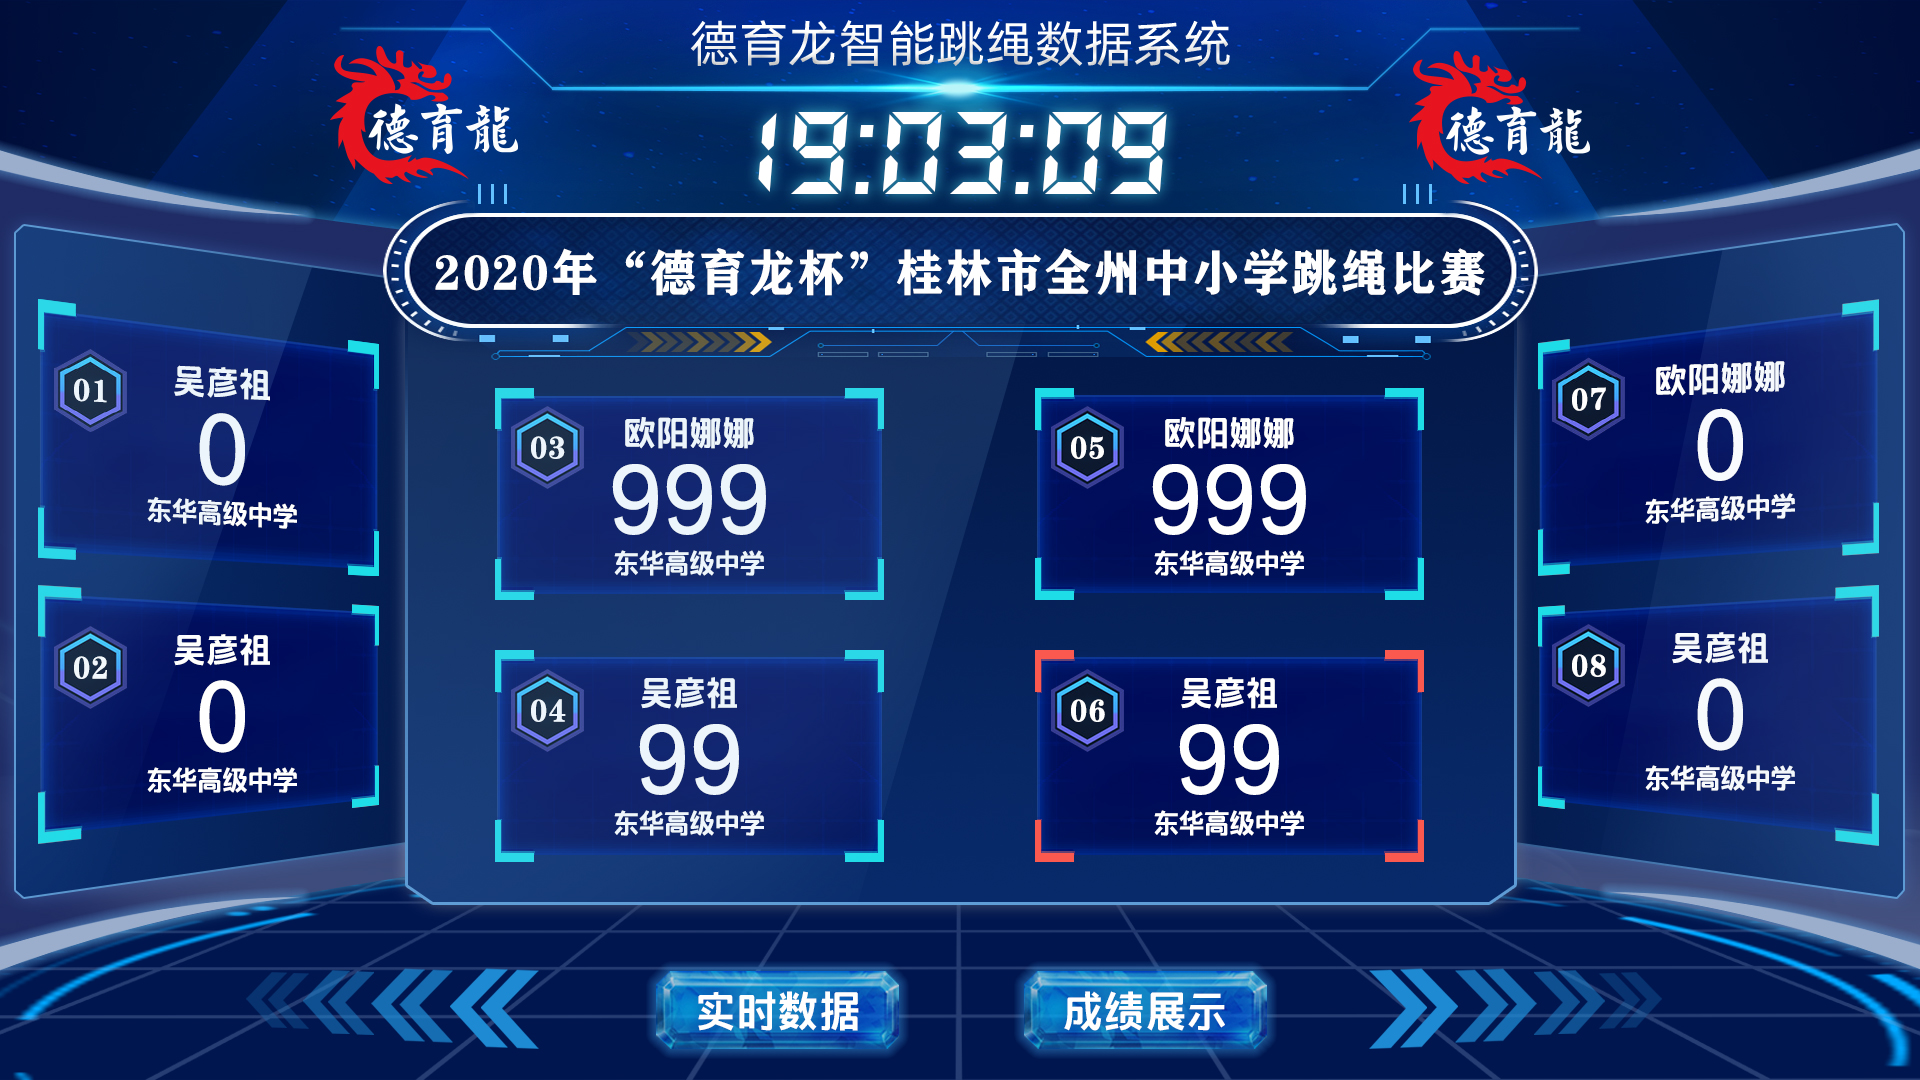 德育龙智能跳绳数据系统
德育龍
德育龍
19:03:09
2020年“德育龙杯”桂林市全州中小学跳绳比赛
01
吴彦祖
0
东华高级中学
02
吴彦祖
0
东华高级中学
03
欧阳娜娜
999
东华高级中学
04
吴彦祖
99
东华高级中学
05
欧阳娜娜
999
东华高级中学
06
吴彦祖
99
东华高级中学
07
欧阳娜娜
0
东华高级中学
08
吴彦祖
0
东华高级中学
实时数据
成绩展示